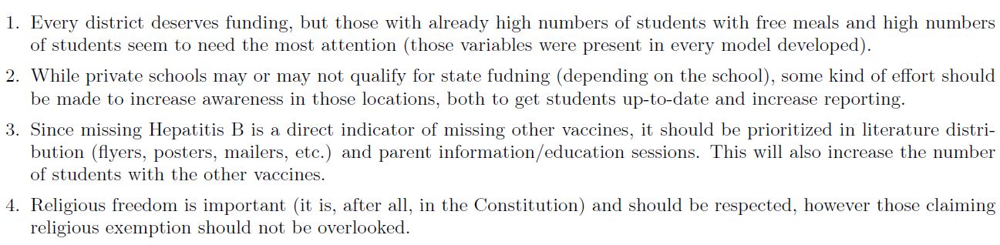 1. Every district deserves funding, but those with already high numbers of students with free meals and high numbers
of students seem to need the most attention (those variables were present in every model developed).
2. While private schools may or may not qualify for state fudning (depending on the school), some kind of effort should
be made to increase awareness in those locations, both to get students up-to-date and increase reporting.
3. Since missing Hepatitis B is a direct indicator of missing other vaccines, it should be prioritized in literature distri-
bution (flyers, posters, mailers, etc.) and parent information/education sessions. This will also increase the number
of students with the other vaccines.
4. Religious freedom is important (it is, after all, in the Constitution) and should be respected, however those claiming
religious exemption should not be overlooked.